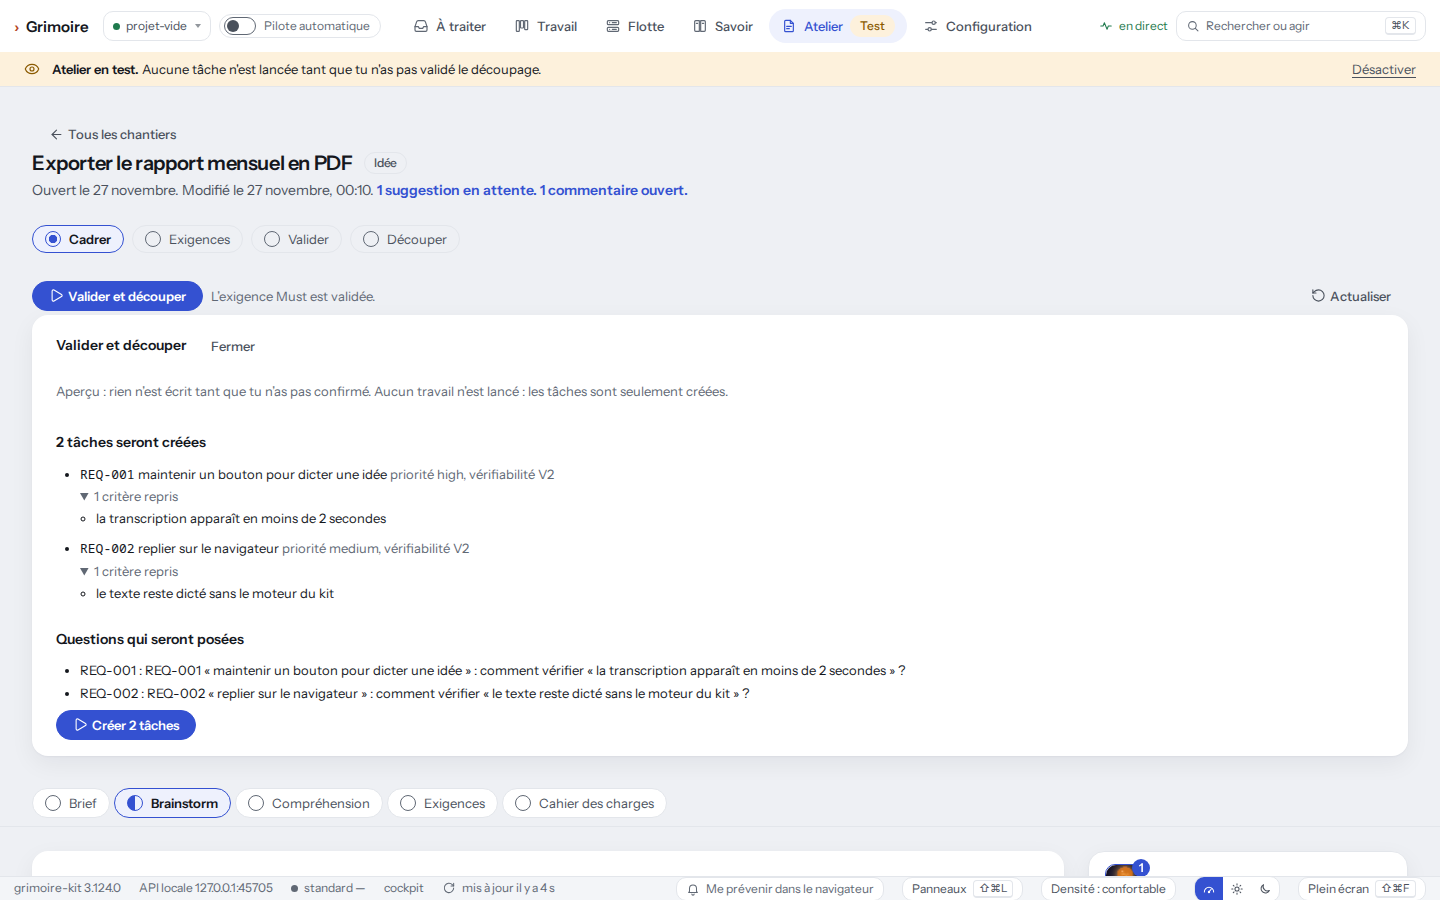 Grimoire
projet-vide
Pilote automatique
À traiter
Travail
Flotte
Savoir
Atelier
Test
Configuration
en direct
Rechercher ou agir
⌘K
Atelier en test. Aucune tâche n'est lancée tant que tu n'as pas validé le découpage.
Désactiver
← Tous les chantiers
Exporter le rapport mensuel en PDF
Idée
Ouvert le 27 novembre. Modifié le 27 novembre, 00:10. 1 suggestion en attente. 1 commentaire ouvert.
Cadrer
Exigences
Valider
Découper
Valider et découper
L'exigence Must est validée.
Actualiser
Valider et découper
Fermer
Aperçu : rien n'est écrit tant que tu n'as pas confirmé. Aucun travail n'est lancé : les tâches sont seulement créées.
2 tâches seront créées
• REQ-001 maintenir un bouton pour dicter une idée priorité high, vérifiabilité V2
▼ 1 critère repris
◦ la transcription apparaît en moins de 2 secondes
• REQ-002 replier sur le navigateur priorité medium, vérifiabilité V2
▼ 1 critère repris
◦ le texte reste dicté sans le moteur du kit
Questions qui seront posées
• REQ-001 : REQ-001 « maintenir un bouton pour dicter une idée » : comment vérifier « la transcription apparaît en moins de 2 secondes » ?
• REQ-002 : REQ-002 « replier sur le navigateur » : comment vérifier « le texte reste dicté sans le moteur du kit » ?
Créer 2 tâches
Brief
Brainstorm
Compréhension
Exigences
Cahier des charges
1
grimoire-kit 3.124.0
API locale 127.0.0.1:45705
standard —
cockpit
mis à jour il y a 4 s
Me prévenir dans le navigateur
Panneaux ⇧⌘L
Densité : confortable
Plein écran ⇧⌘F